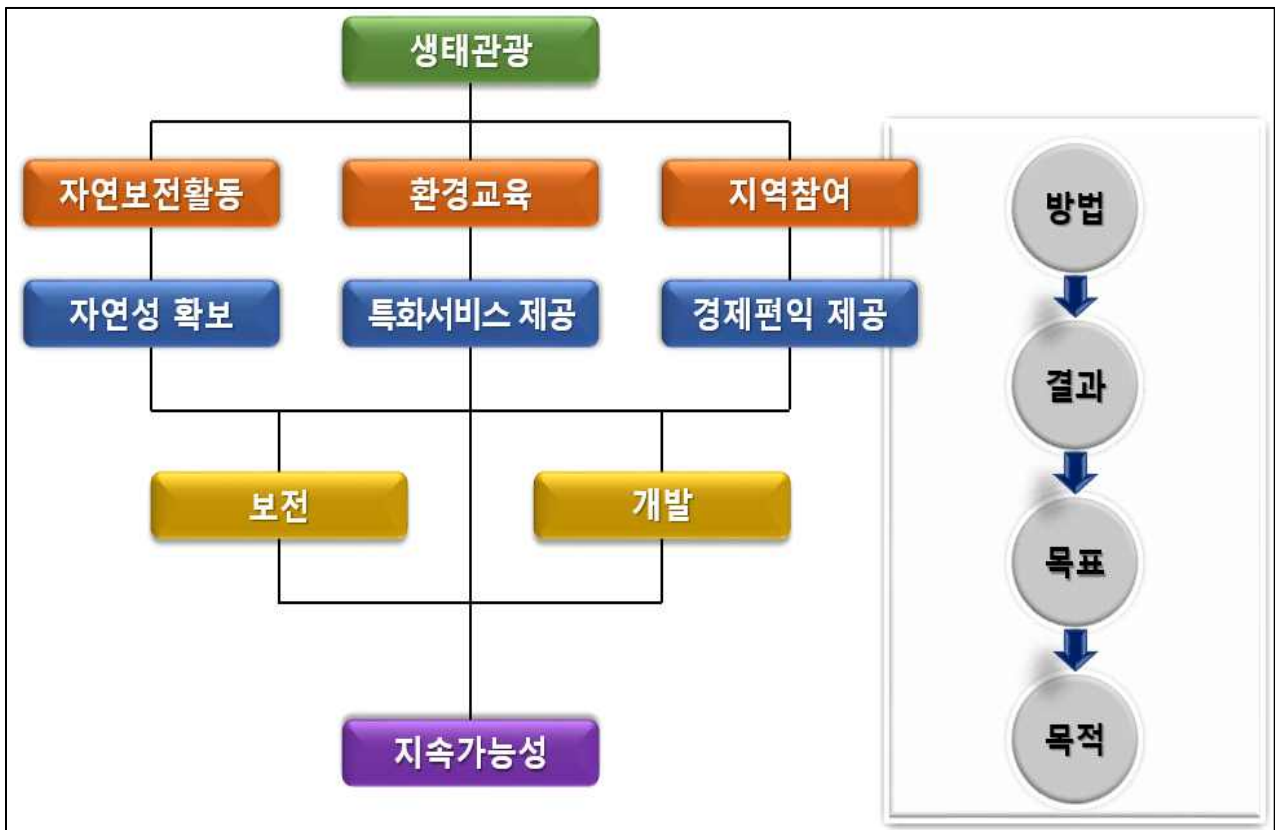 생태관광
자연보전활동
환경교육
지역참여
방법
자연성 확보
특화서비스 제공
경제편익 제공
결과
보전
개발
목표
지속가능성
목적